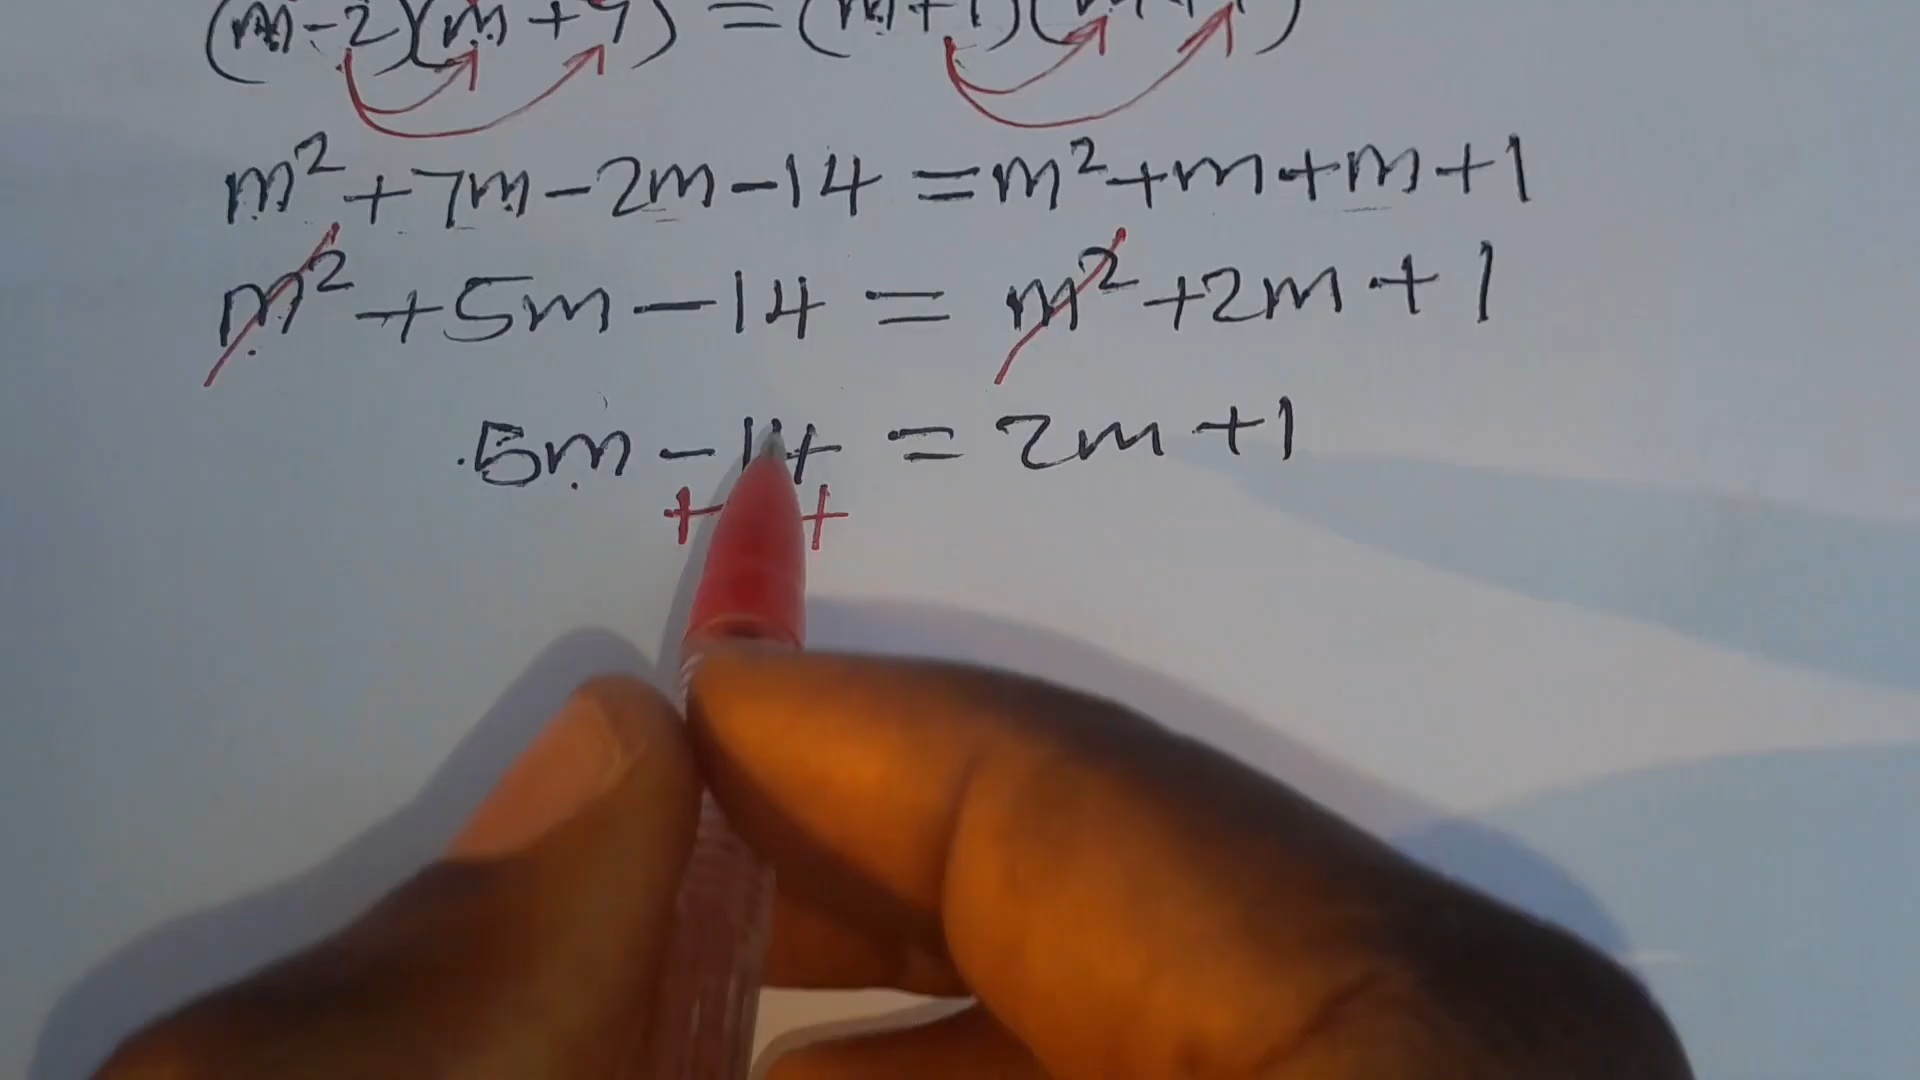 (m-2)(m+7) = (m+1)(m+1)
m²+7m-2m-14=m²+m+m+1
m²+5m-14 = m²+2m+1
5m-14 = 2m+1
+ +